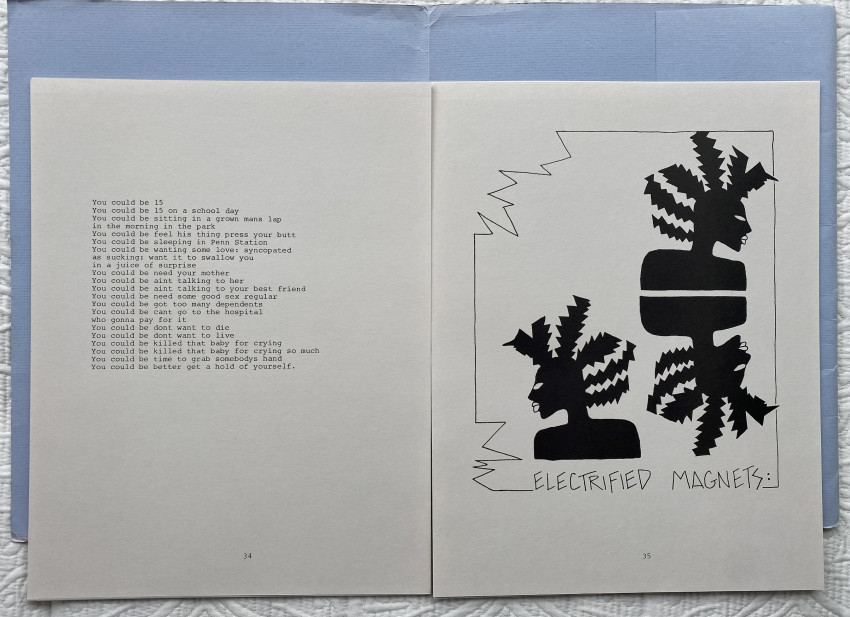 You could be 15
You could be 15 on a school day
You could be sitting in a grown mans lap
in the morning in the park
You could be feel his thing press your butt
You could be sleeping in Penn Station
You could be wanting some love: syncopated
as sucking: want it to swallow you
in a juice of surprise
You could be need your mother
You could be aint talking to her
You could be aint talking to your best friend
You could be need some good sex regular
You could be got too many dependents
You could be cant go to the hospital
who gonna pay for it
You could be dont want to die
You could be dont want to live
You could be killed that baby for crying
You could be killed that baby for crying so much
You could be time to grab somebodys hand
You could be better get a hold of yourself.
34
ELECTRIFIED MAGNETS:
35